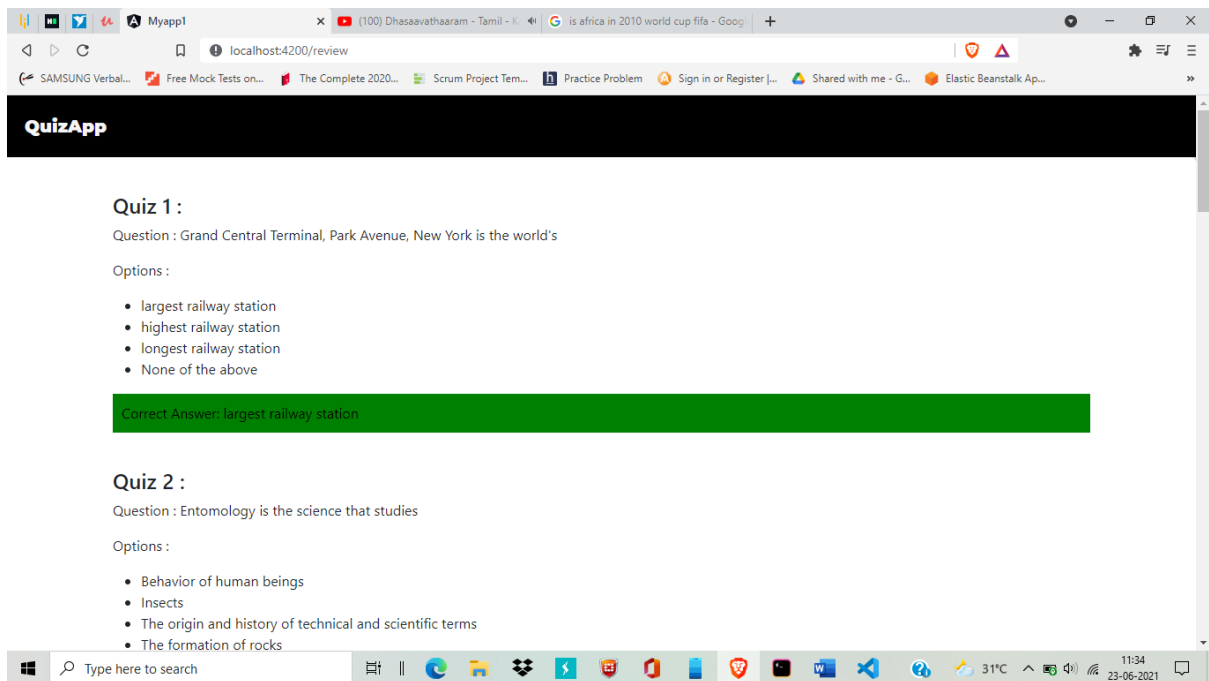 Myapp1
(100) Dhasaavathaaram - Tamil - K
is africa in 2010 world cup fifa - Goog
localhost:4200/review
SAMSUNG Verbal...
Free Mock Tests on...
The Complete 2020...
Scrum Project Tem...
Practice Problem
Sign in or Register |...
Shared with me - G...
Elastic Beanstalk Ap...
»
QuizApp
Quiz 1 :
Question : Grand Central Terminal, Park Avenue, New York is the world's
Options :
• largest railway station
• highest railway station
• longest railway station
• None of the above
Correct Answer: largest railway station
Quiz 2 :
Question : Entomology is the science that studies
Options :
• Behavior of human beings
• Insects
• The origin and history of technical and scientific terms
• The formation of rocks
Type here to search
31°C
11:34
23-06-2021